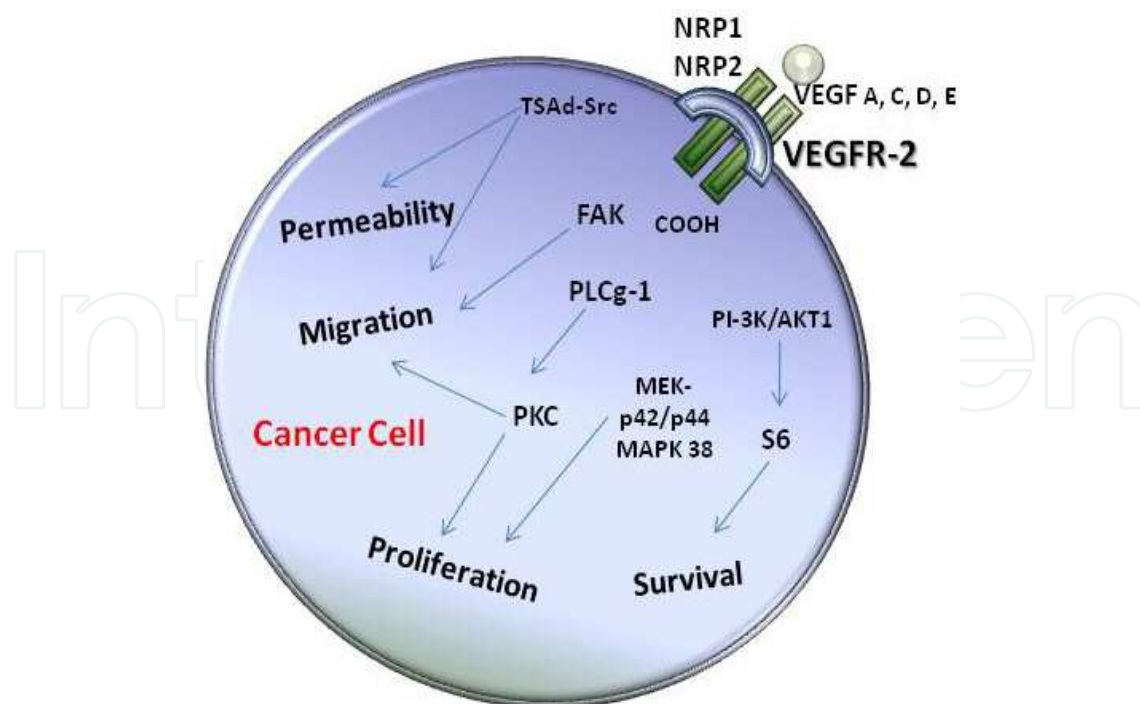 NRP1
NRP2
VEGF A, C, D, E
VEGFR-2
TSAd-Src
Permeability
FAK
COOH
PLCg-1
Migration
PI-3K/AKT1
MEK-
p42/p44
MAPK 38
PKC
Cancer Cell
S6
Proliferation
Survival